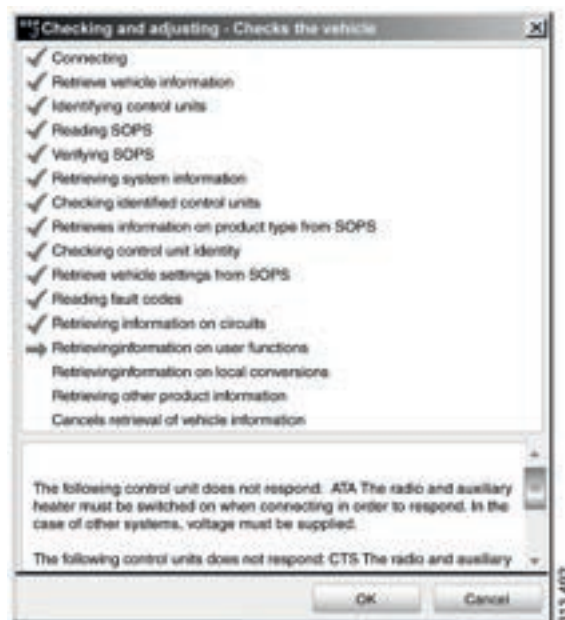 Checking and adjusting - Checks the vehicle
Connecting
Retrieve vehicle information
Identifying control units
Reading SOPS
Verifying SOPS
Retrieving system information
Checking identified control units
Retrieves information on product type from SOPS
Checking control unit identity
Retrieve vehicle settings from SOPS
Reading fault codes
Retrieving information on circuits
Retrievinginformation on user functions
Retrievinginformation on local conversions
Retrieving other product information
Cancels retrieval of vehicle information
The following control unit does not respond: ATA The radio and auxiliary
heater must be switched on when connecting in order to respond. In the
case of other systems, voltage must be supplied.
The following control units does not respond: CTS The radio and auxiliary
OK
Cancel